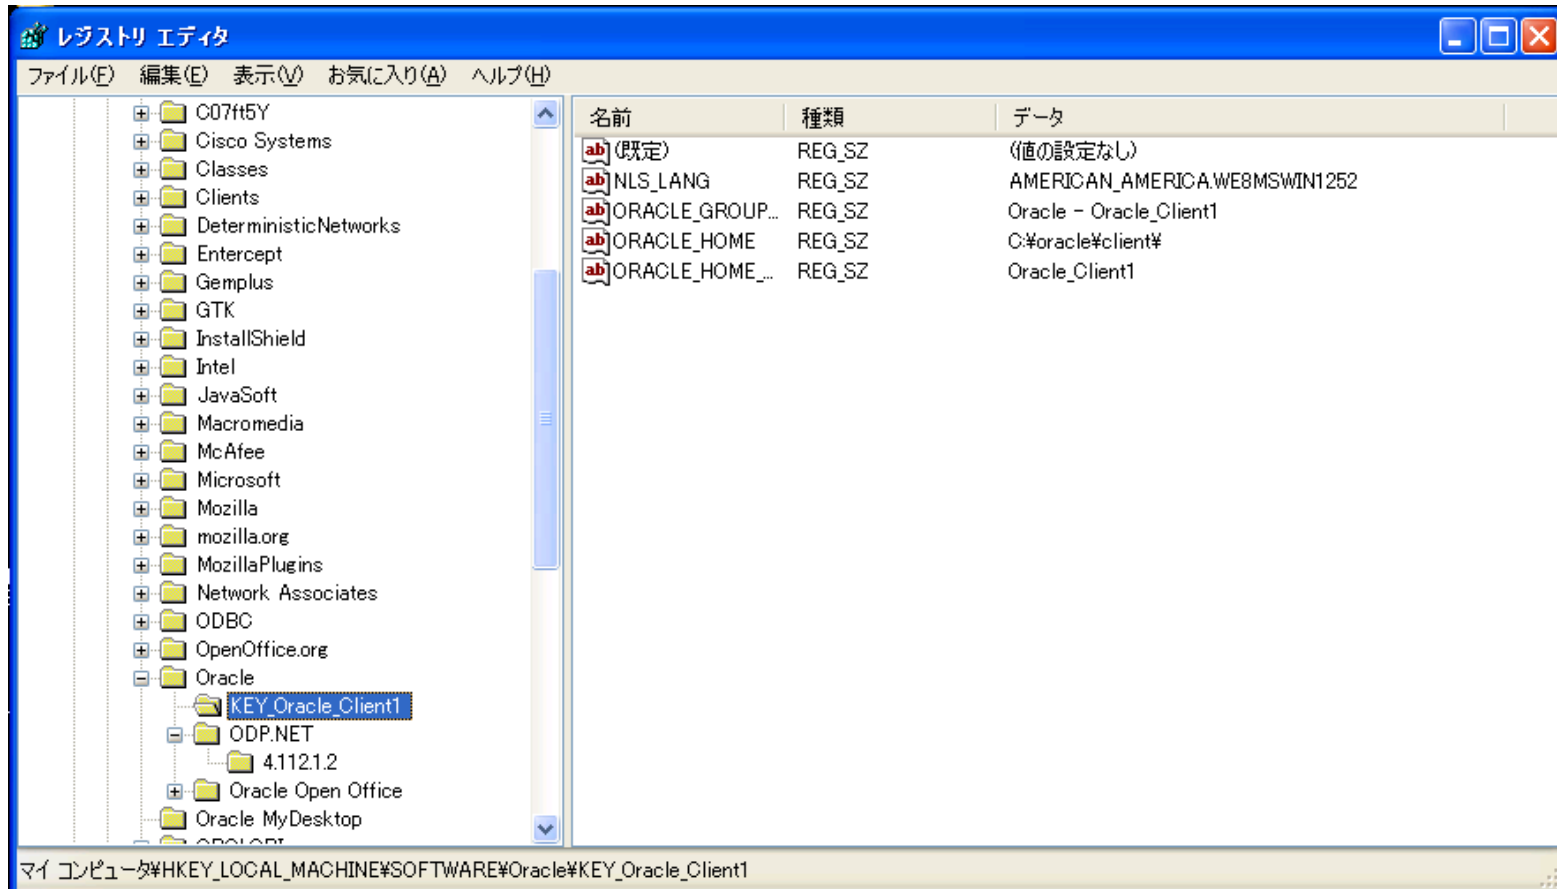 レジストリ エディタ
ファイル(F) 編集(E) 表示(V) お気に入り(A) ヘルプ(H)
C07ft5Y
Cisco Systems
Classes
Clients
DeterministicNetworks
Entercept
Gemplus
GTK
InstallShield
Intel
JavaSoft
Macromedia
McAfee
Microsoft
Mozilla
mozilla.org
MozillaPlugins
Network Associates
ODBC
OpenOffice.org
Oracle
KEY_Oracle_Client1
ODP.NET
4.112.1.2
Oracle Open Office
Oracle MyDesktop
名前 種類 データ
(既定) REG_SZ (値の設定なし)
NLS_LANG REG_SZ AMERICAN_AMERICA.WE8MSWIN1252
ORACLE_GROUP... REG_SZ Oracle - Oracle_Client1
ORACLE_HOME REG_SZ C:¥oracle¥client¥
ORACLE_HOME_... REG_SZ Oracle_Client1
マイ コンピュータ¥HKEY_LOCAL_MACHINE¥SOFTWARE¥Oracle¥KEY_Oracle_Client1